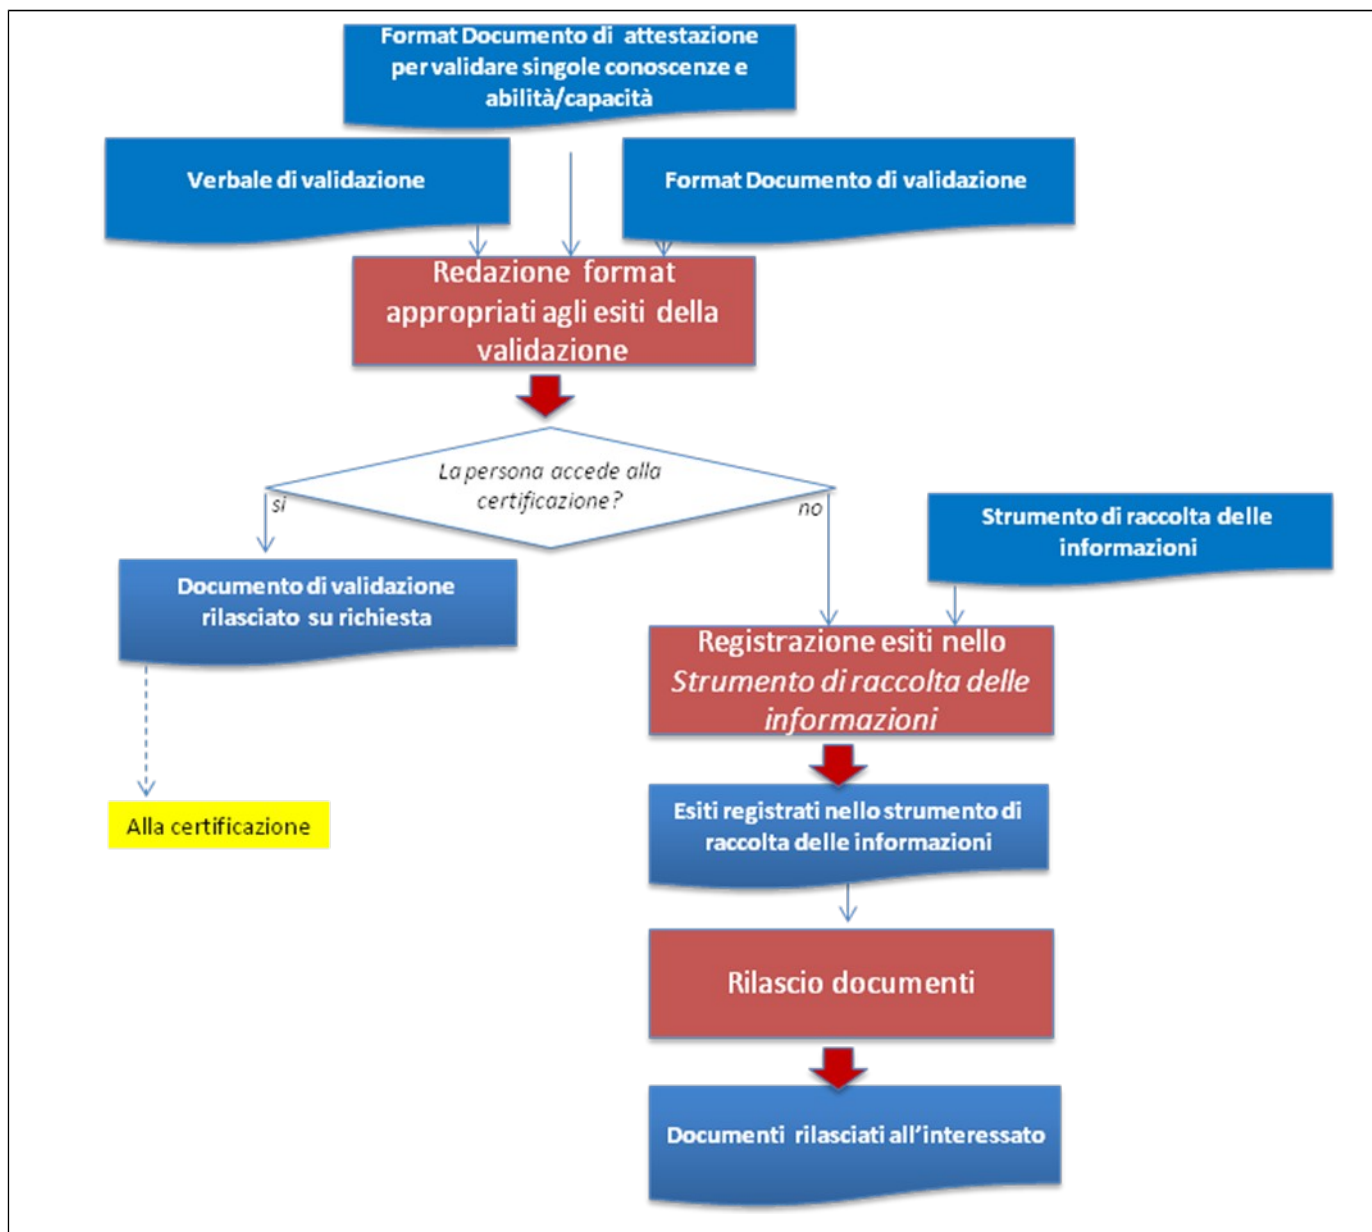 Format Documento di attestazione
per validare singole conoscenze e
abilità/capacità
Verbale di validazione
Format Documento di validazione
Redazione format
appropriati agli esiti della
validazione
La persona accede alla
certificazione?
si
no
Strumento di raccolta delle
informazioni
Documento di validazione
rilasciato su richiesta
Registrazione esiti nello
Strumento di raccolta delle
informazioni
Alla certificazione
Esiti registrati nello strumento di
raccolta delle informazioni
Rilascio documenti
Documenti rilasciati all'interessato